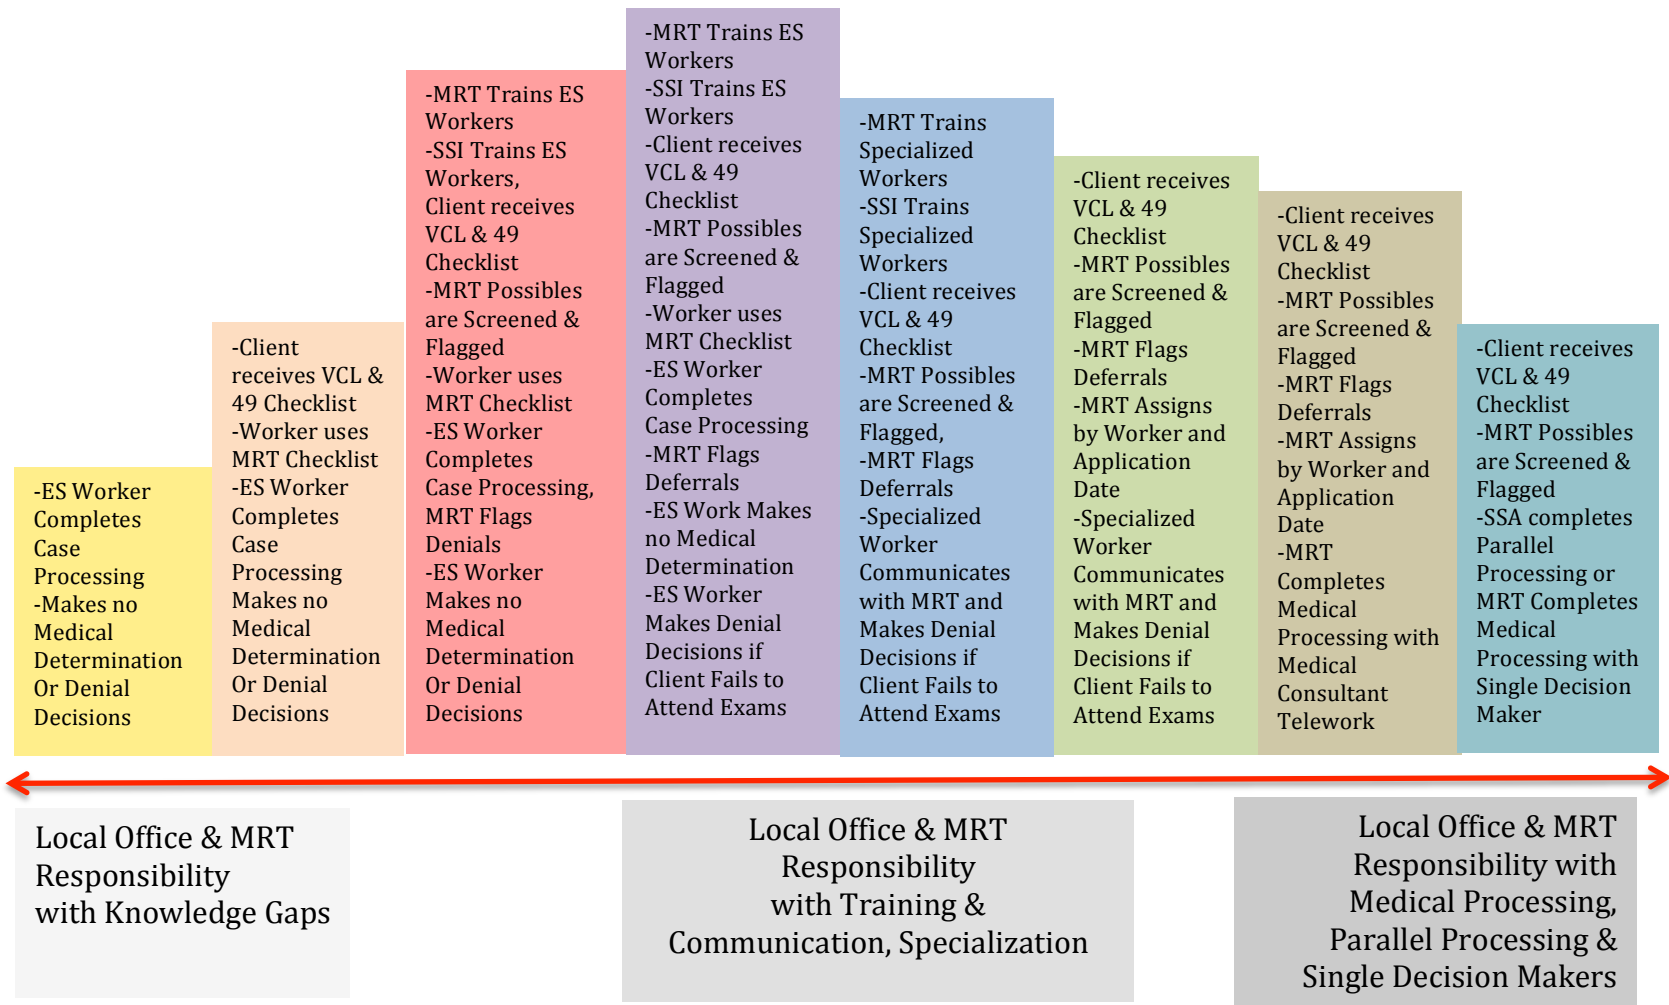 -ES Worker
Completes
Case
Processing
-Makes no
Medical
Determination
Or Denial
Decisions
-Client
receives VCL &
49 Checklist
-Worker uses
MRT Checklist
-ES Worker
Completes
Case
Processing
Makes no
Medical
Determination
Or Denial
Decisions
-MRT Trains ES
Workers
-SSI Trains ES
Workers,
Client receives
VCL & 49
Checklist
-MRT Possibles
are Screened &
Flagged
-Worker uses
MRT Checklist
-ES Worker
Completes
Case Processing,
MRT Flags
Denials
-ES Worker
Makes no
Medical
Determination
Or Denial
Decisions
-MRT Trains ES
Workers
-SSI Trains ES
Workers
-Client receives
VCL & 49
Checklist
-MRT Possibles
are Screened &
Flagged
-Worker uses
MRT Checklist
-ES Worker
Completes
Case Processing
-MRT Flags
Deferrals
-ES Work Makes
no Medical
Determination
-ES Worker
Makes Denial
Decisions if
Client Fails to
Attend Exams
-MRT Trains
Specialized
Workers
-SSI Trains
Specialized
Workers
-Client receives
VCL & 49
Checklist
-MRT Possibles
are Screened &
Flagged,
-MRT Flags
Deferrals
-Specialized
Worker
Communicates
with MRT and
Makes Denial
Decisions if
Client Fails to
Attend Exams
-Client receives
VCL & 49
Checklist
-MRT Possibles
are Screened &
Flagged
-MRT Flags
Deferrals
-MRT Assigns
by Worker and
Application
Date
-Specialized
Worker
Communicates
with MRT and
Makes Denial
Decisions if
Client Fails to
Attend Exams
-Client receives
VCL & 49
Checklist
-MRT Possibles
are Screened &
Flagged
-MRT Flags
Deferrals
-MRT Assigns
by Worker and
Application
Date
-MRT
Completes
Medical
Processing with
Medical
Consultant
Telework
-Client receives
VCL & 49
Checklist
-MRT Possibles
are Screened &
Flagged
-SSA completes
Parallel
Processing or
MRT Completes
Medical
Processing with
Single Decision
Maker
Local Office & MRT
Responsibility
with Knowledge Gaps
Local Office & MRT
Responsibility
with Training &
Communication, Specialization
Local Office & MRT
Responsibility with
Medical Processing,
Parallel Processing &
Single Decision Makers